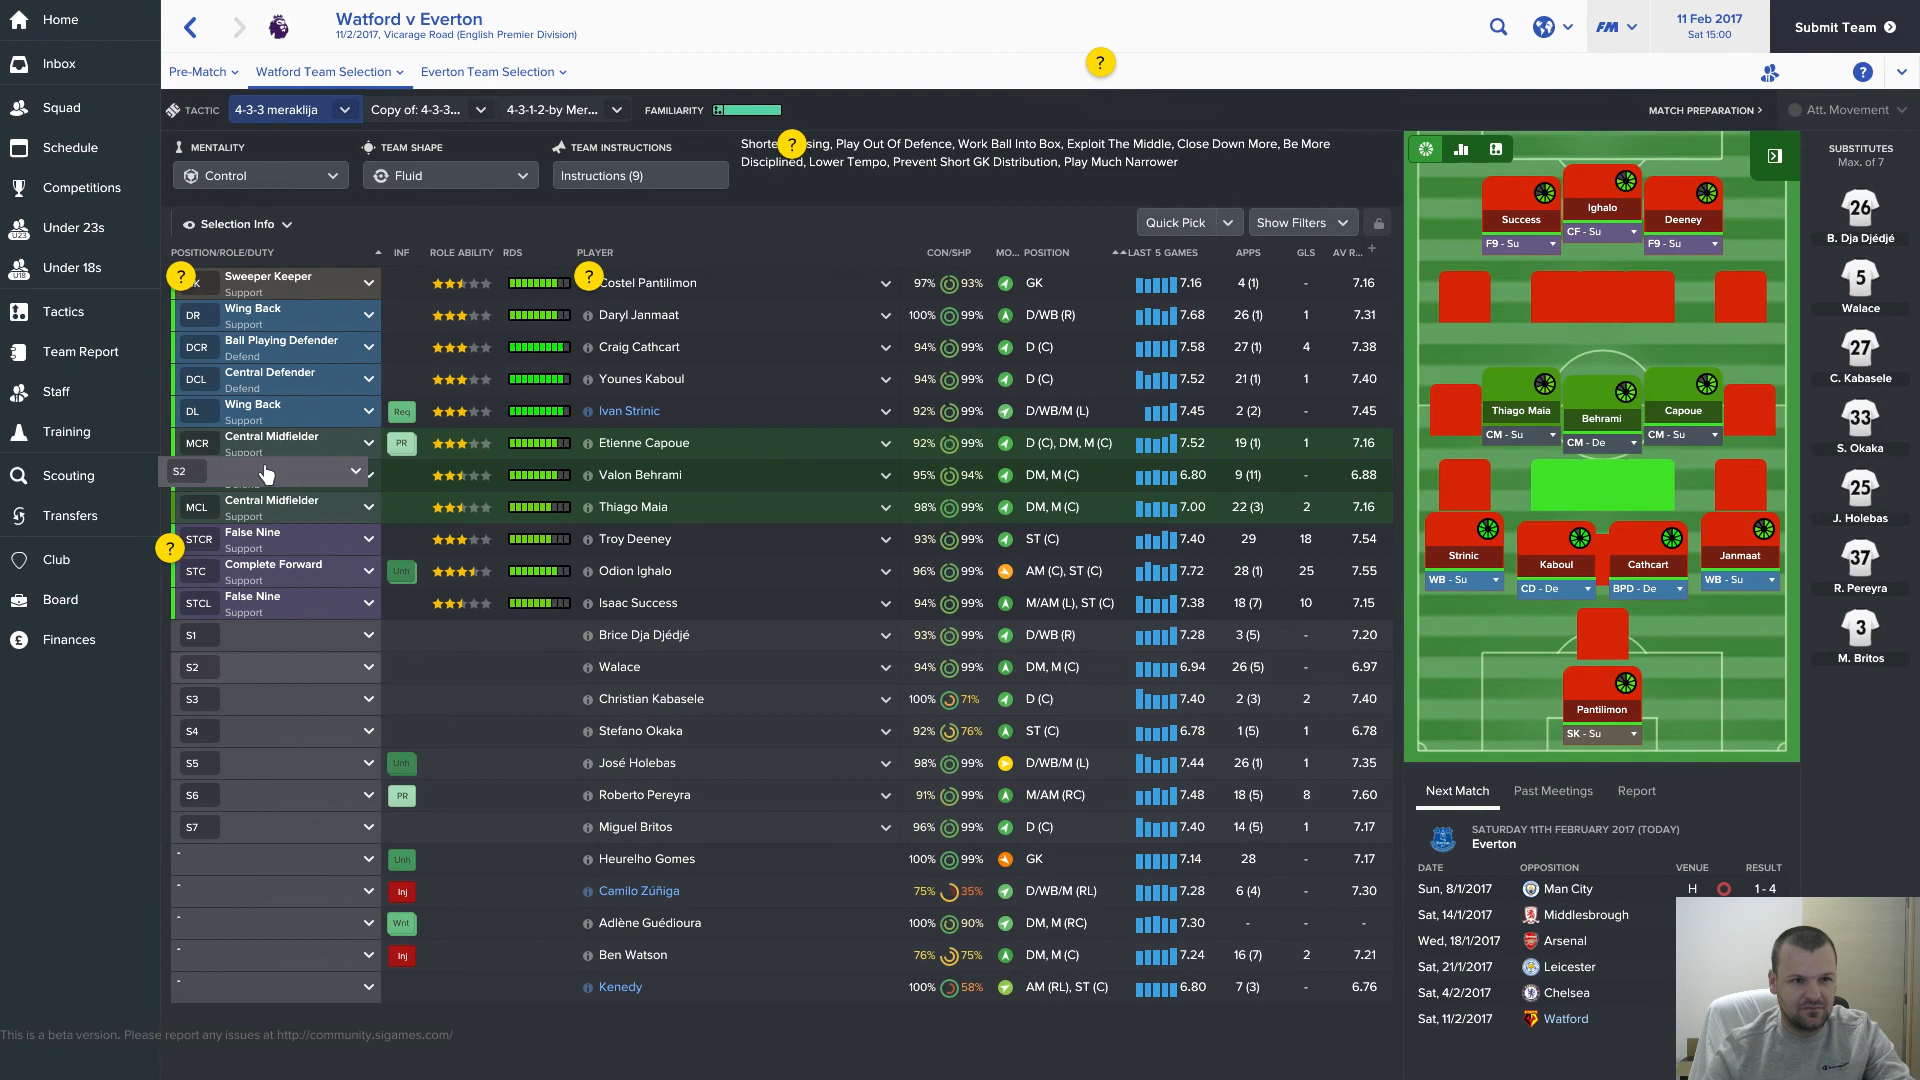 Home
Inbox
Squad
Schedule
Competitions
Under 23s
Under 18s
Tactics
Team Report
Staff
Training
Scouting
Transfers
Club
Board
Finances
Watford v Everton
11/2/2017, Vicarage Road (English Premier Division)
FM
11 Feb 2017
Sat 15:00
Submit Team
Pre-Match
Watford Team Selection
Everton Team Selection
?
?
TACTIC
4-3-3 meraklija
Copy of: 4-3-3...
4-3-1-2-by Mer...
FAMILIARITY
MATCH PREPARATION >
Att. Movement
MENTALITY
Control
TEAM SHAPE
Fluid
TEAM INSTRUCTIONS
Instructions (9)
?
Play Out Of Defence, Work Ball Into Box, Exploit The Middle, Close Down More, Be More
Disciplined, Lower Tempo, Prevent Short GK Distribution, Play Much Narrower
Selection Info
Quick Pick
Show Filters
POSITION/ROLE/DUTY INF ROLE ABILITY RDS PLAYER CON/SHP MO... POSITION LAST 5 GAMES APPS GLS AV R...
? Sweeper Keeper Support ? Costel Pantilimon 97% 93% GK 7.16 4 (1) - 7.16
DR Wing Back Support Daryl Janmaat 100% 99% D/WB (R) 7.68 26 (1) 1 7.31
DCR Ball Playing Defender Defend Craig Cathcart 94% 99% D (C) 7.58 27 (1) 4 7.38
DCL Central Defender Defend Younes Kaboul 94% 99% D (C) 7.52 21 (1) 1 7.40
DL Wing Back Support Req Ivan Strinic 92% 99% D/WB/M (L) 7.45 2 (2) - 7.45
MCR Central Midfielder Support PR Etienne Capoue 92% 99% D (C), DM, M (C) 7.52 19 (1) 1 7.16
S2 Valon Behrami 95% 94% DM, M (C) 6.80 9 (11) - 6.88
MCL Central Midfielder Support Thiago Maia 98% 99% DM, M (C) 7.00 22 (3) 2 7.16
? STCR False Nine Support Troy Deeney 93% 99% ST (C) 7.40 29 18 7.54
STC Complete Forward Support Unh Odion Ighalo 96% 99% AM (C), ST (C) 7.72 28 (1) 25 7.55
STCL False Nine Support Isaac Success 94% 99% M/AM (L), ST (C) 7.38 18 (7) 10 7.15
S1 Brice Dja Djédjé 93% 99% D/WB (R) 7.28 3 (5) - 7.20
S2 Walace 94% 99% DM, M (C) 6.94 26 (5) - 6.97
S3 Christian Kabasele 100% 71% D (C) 7.40 2 (3) 2 7.40
S4 Stefano Okaka 92% 76% ST (C) 6.78 1 (5) 1 6.78
S5 Unh José Holebas 98% 99% D/WB/M (L) 7.44 26 (1) 1 7.35
S6 PR Roberto Pereyra 91% 99% M/AM (RC) 7.48 18 (5) 8 7.60
S7 Miguel Britos 96% 99% D (C) 7.40 14 (5) 1 7.17
- Unh Heurelho Gomes 100% 99% GK 7.14 28 - 7.17
- Inj Camilo Zúñiga 75% 35% D/WB/M (RL) 7.28 6 (4) - 7.30
- Wnt Adlène Guédioura 100% 90% DM, M (RC) 7.30 - - -
- Inj Ben Watson 76% 75% DM, M (C) 7.24 16 (7) 2 7.21
- Kenedy 100% 58% AM (RL), ST (C) 6.80 7 (3) - 6.76
This is a beta version. Please report any issues at http://community.sigames.com/
Success Ighalo Deeney
F9 - Su CF - Su F9 - Su
Thiago Maia Behrami Capoue
CM - Su CM - De CM - Su
Strinic Kaboul Cathcart Janmaat
WB - Su CD - De BPD - De WB - Su
Pantilimon
SK - Su
SUBSTITUTES
Max. of 7
26
B. Dja Djédjé
5
Walace
27
C. Kabasele
33
S. Okaka
25
J. Holebas
37
R. Pereyra
3
M. Britos
Next Match Past Meetings Report
SATURDAY 11TH FEBRUARY 2017 (TODAY)
Everton
DATE OPPOSITION VENUE RESULT
Sun, 8/1/2017 Man City H 1 - 4
Sat, 14/1/2017 Middlesbrough
Wed, 18/1/2017 Arsenal
Sat, 21/1/2017 Leicester
Sat, 4/2/2017 Chelsea
Sat, 11/2/2017 Watford